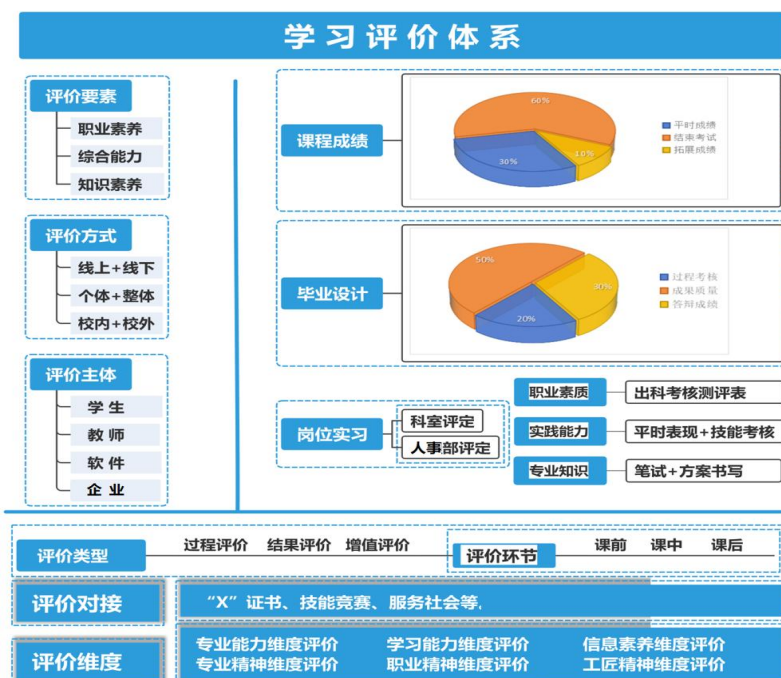 学习评价体系
评价要素
职业素养
综合能力
知识素养
评价方式
线上+线下
个体+整体
校内+校外
评价主体
学生
教师
软件
企业
课程成绩
60%
30%
10%
平时成绩
结束考试
拓展成绩
毕业设计
50%
30%
20%
过程考核
成果质量
答辩成绩
岗位实习
科室评定
人事部评定
职业素质
出科考核测评表
实践能力
平时表现+技能考核
专业知识
笔试+方案书写
评价类型
过程评价 结果评价 增值评价
评价环节
课前 课中 课后
评价对接
“X”证书、技能竞赛、服务社会等.
评价维度
专业能力维度评价 学习能力维度评价 信息素养维度评价
专业精神维度评价 职业精神维度评价 工匠精神维度评价